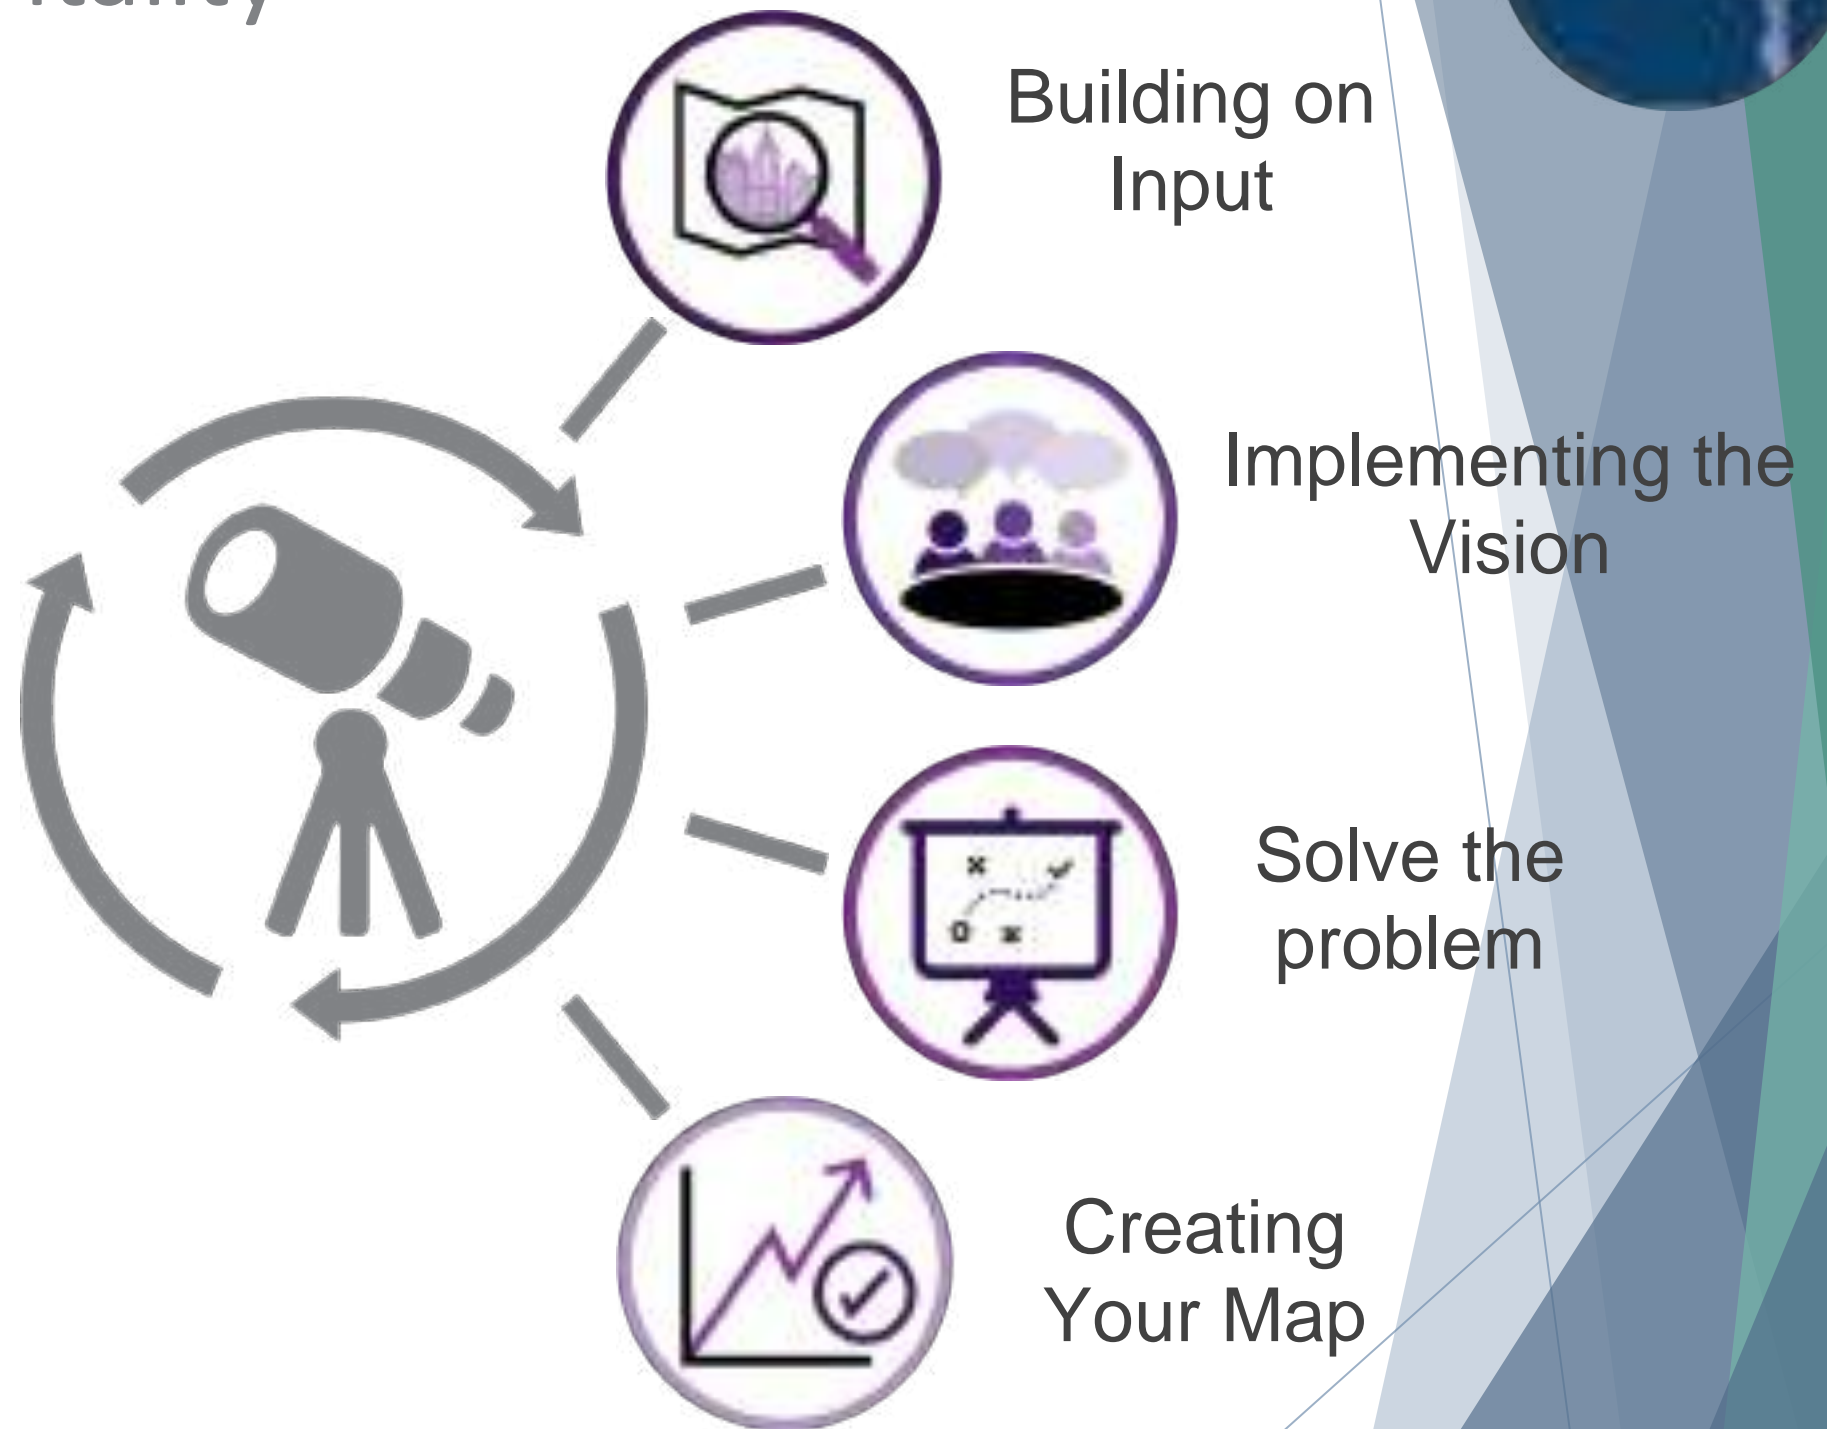 Building on
Input
Implementing the
Vision
Solve the
problem
Creating
Your Map